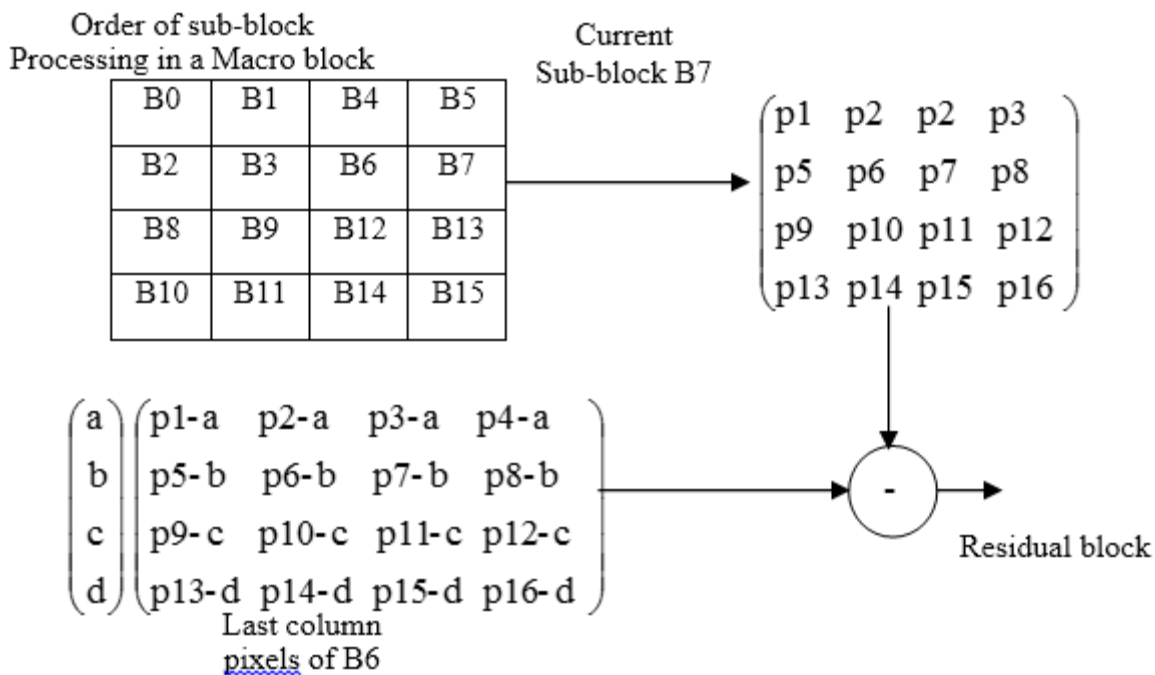 Order of sub-block
Processing in a Macro block
B0 B1 B4 B5
B2 B3 B6 B7
B8 B9 B12 B13
B10 B11 B14 B15
Current
Sub-block B7
p1 p2 p2 p3
p5 p6 p7 p8
p9 p10 p11 p12
p13 p14 p15 p16
a p1-a p2-a p3-a p4-a
b p5-b p6-b p7-b p8-b
c p9-c p10-c p11-c p12-c
d p13-d p14-d p15-d p16-d
Last column
pixels of B6
-
Residual block